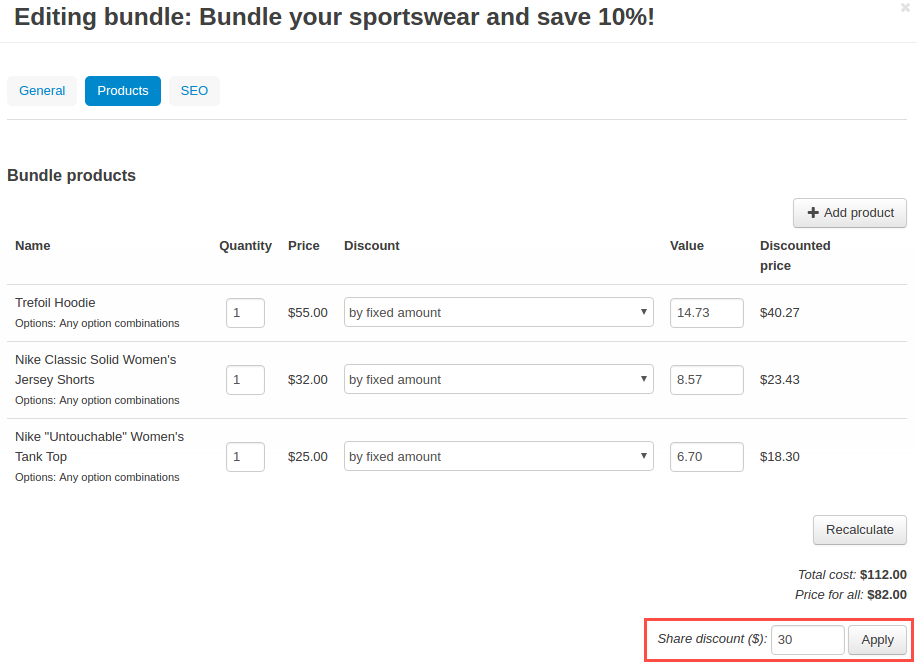 Editing bundle: Bundle your sportswear and save 10%!
General Products SEO
Bundle products
Add product
Name Quantity Price Discount Value Discounted price
Trefoil Hoodie
Options: Any option combinations
1 $55.00 by fixed amount 14.73 $40.27
Nike Classic Solid Women's
Jersey Shorts
Options: Any option combinations
1 $32.00 by fixed amount 8.57 $23.43
Nike "Untouchable" Women's
Tank Top
Options: Any option combinations
1 $25.00 by fixed amount 6.70 $18.30
Recalculate
Total cost: $112.00
Price for all: $82.00
Share discount ($): 30 Apply